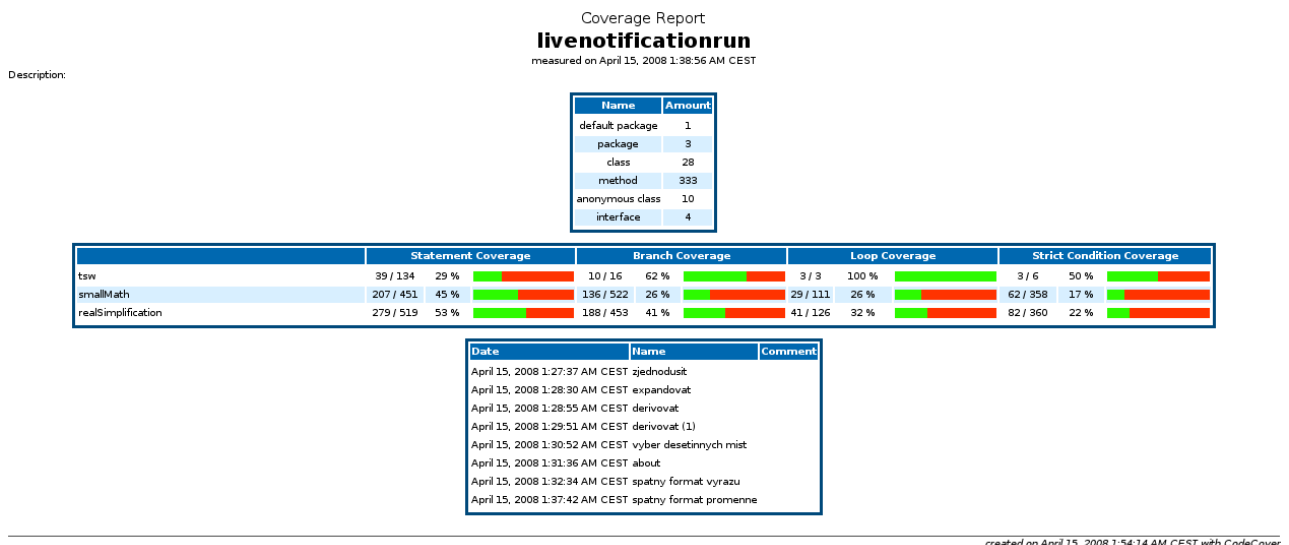 Coverage Report
livenotificationrun
measured on April 15, 2008 1:38:56 AM CEST
Description:
Name Amount
default package 1
package 3
class 28
method 333
anonymous class 10
interface 4
Statement Coverage Branch Coverage Loop Coverage Strict Condition Coverage
tsw 39 / 134 29 % 10 / 16 62 % 3 / 3 100 % 3 / 6 50 %
smallMath 207 / 451 45 % 136 / 522 26 % 29 / 111 26 % 62 / 358 17 %
realSimplification 279 / 519 53 % 188 / 453 41 % 41 / 126 32 % 82 / 360 22 %
Date Name Comment
April 15, 2008 1:27:37 AM CEST zjednodusit
April 15, 2008 1:28:30 AM CEST expandovat
April 15, 2008 1:28:55 AM CEST derivovat
April 15, 2008 1:29:51 AM CEST derivovat (1)
April 15, 2008 1:30:52 AM CEST vyber desetinnych mist
April 15, 2008 1:31:36 AM CEST about
April 15, 2008 1:32:34 AM CEST spatny format vyrazu
April 15, 2008 1:37:42 AM CEST spatny format promenne
created on April 15, 2008 1:54:14 AM CEST with CodeCover